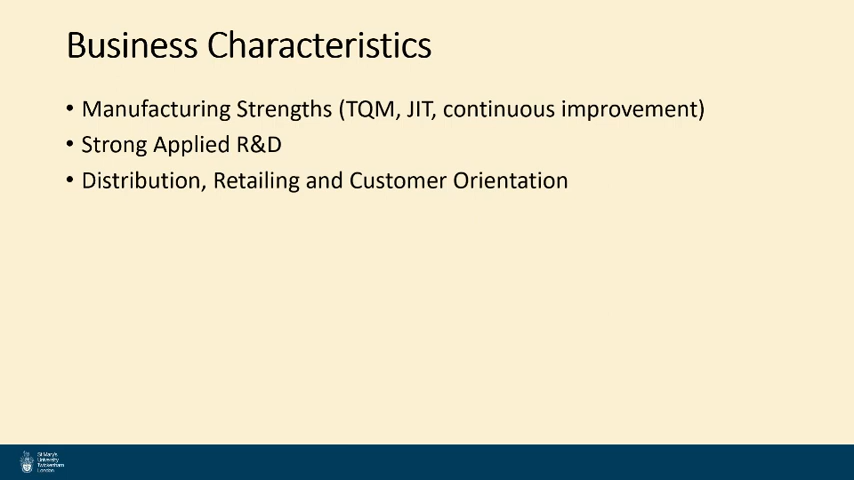 Business Characteristics
• Manufacturing Strengths (TQM, JIT, continuous improvement)
• Strong Applied R&D
• Distribution, Retailing and Customer Orientation
St Mary's
University
Twickenham
London